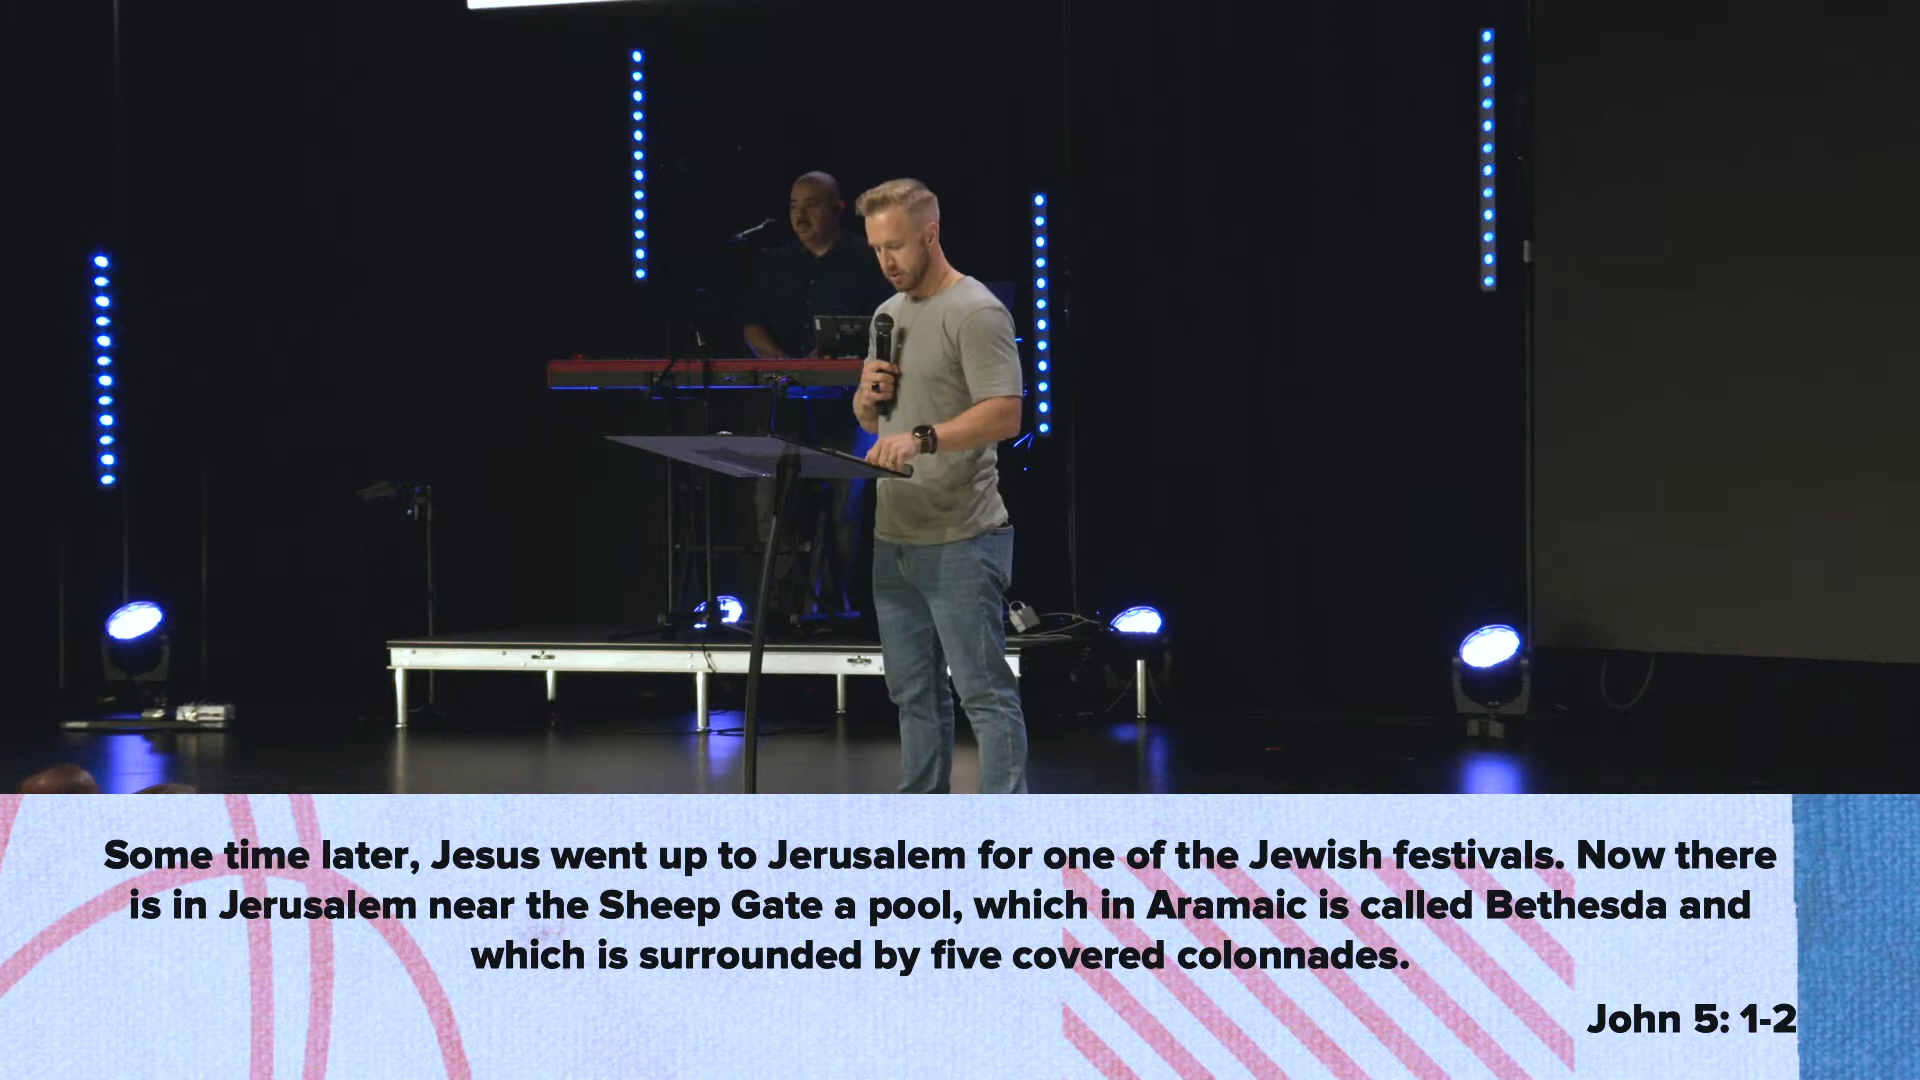 Some time later, Jesus went up to Jerusalem for one of the Jewish festivals. Now there
is in Jerusalem near the Sheep Gate a pool, which in Aramaic is called Bethesda and
which is surrounded by five covered colonnades.
John 5: 1-2